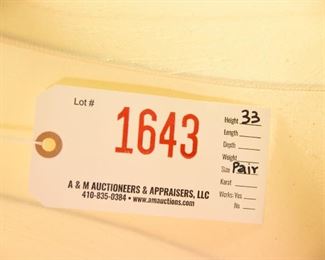 Lot #
1643
A & M AUCTIONEERS & APPRAISERS, LLC
410-835-0384 • www.amauctions.com
Height 33
Length
Depth
Weight
Size Pair
Karat
Works: Yes
No